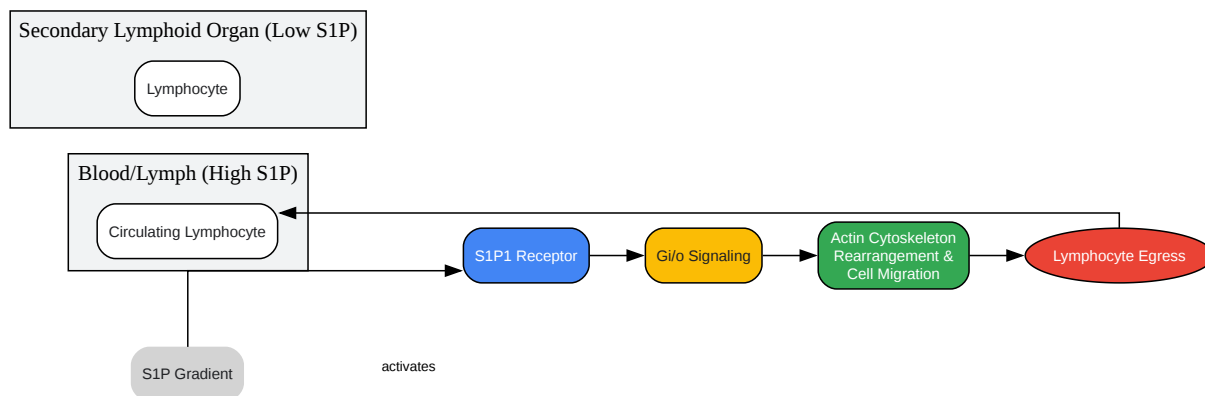 Secondary Lymphoid Organ (Low S1P)
Lymphocyte
Blood/Lymph (High S1P)
Circulating Lymphocyte
S1P1 Receptor
Gi/o Signaling
Actin Cytoskeleton
Rearrangement &
Cell Migration
Lymphocyte Egress
S1P Gradient
activates